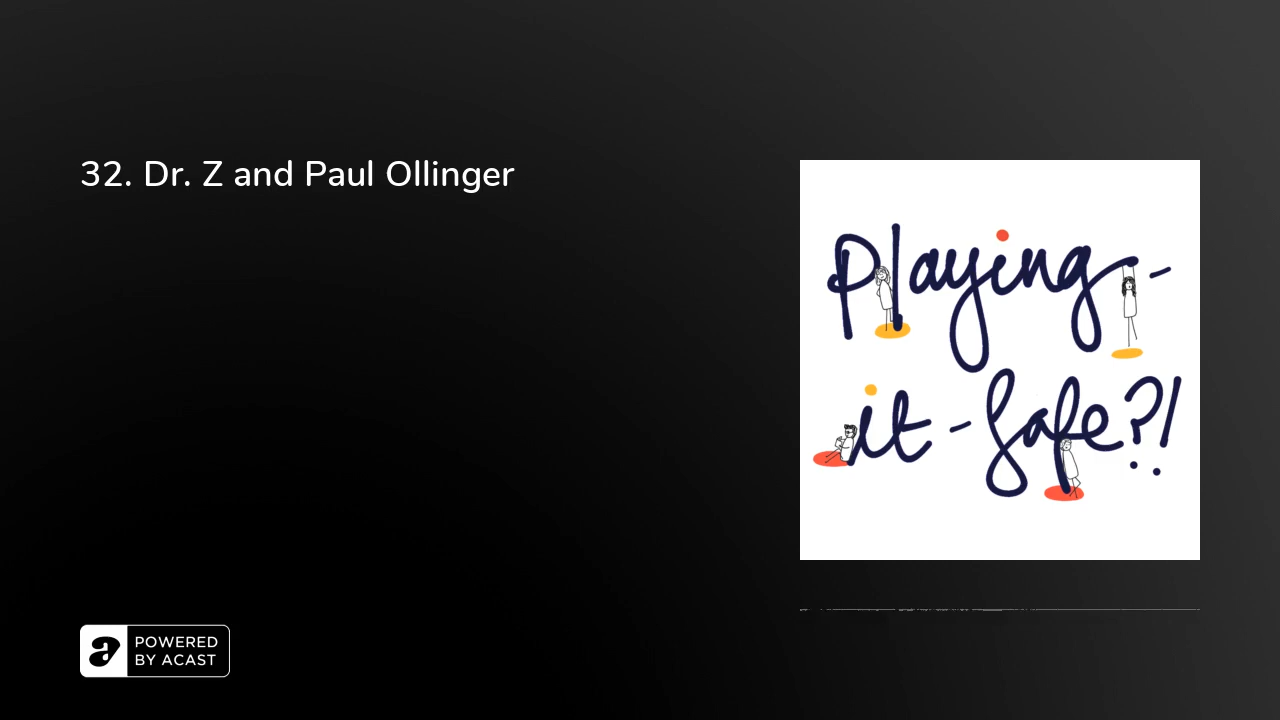 32. Dr. Z and Paul Ollinger
Playing-
it-Safe?!
POWERED
BY ACAST